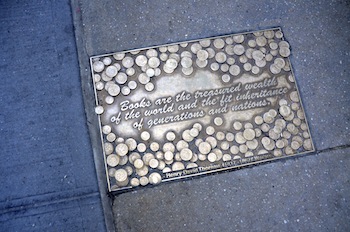 Books are the treasured wealth
of the world and the fit inheritance
of generations and nations.
Henry David Thoreau